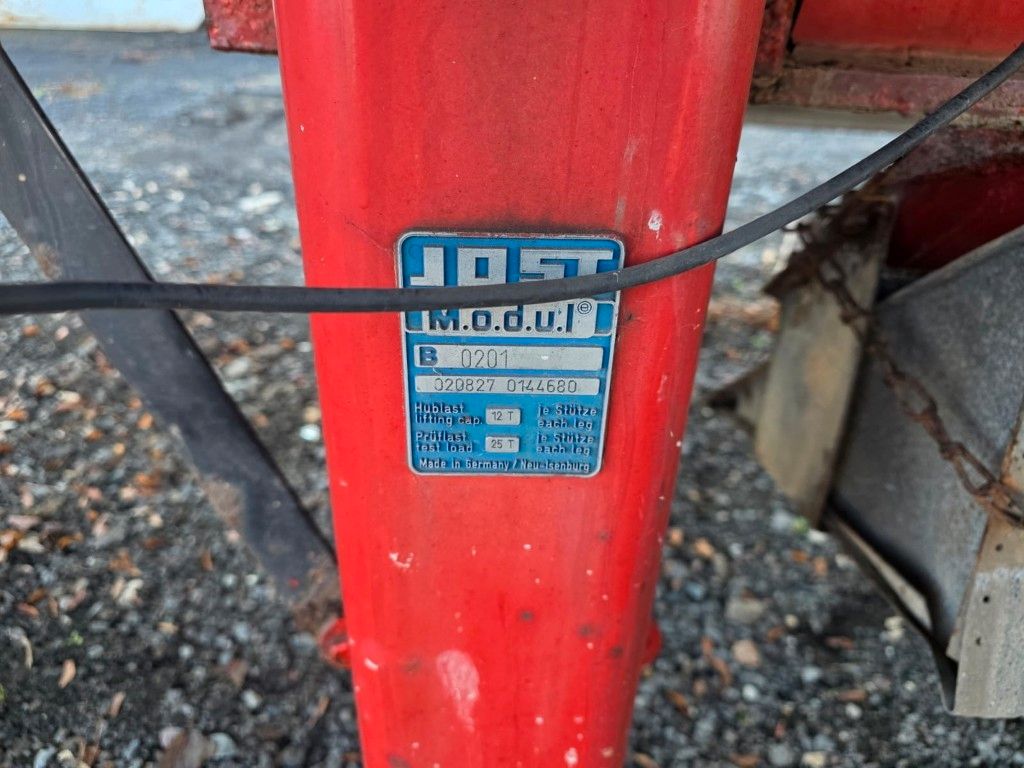 JOST
M.o.d.u.l ®
B 0201
020827 0144680
Hublast 12 T je Stütze
lifting cap. each leg
Prüflast 25 T je Stütze
test load each leg
Made in Germany / Neu-Isenburg